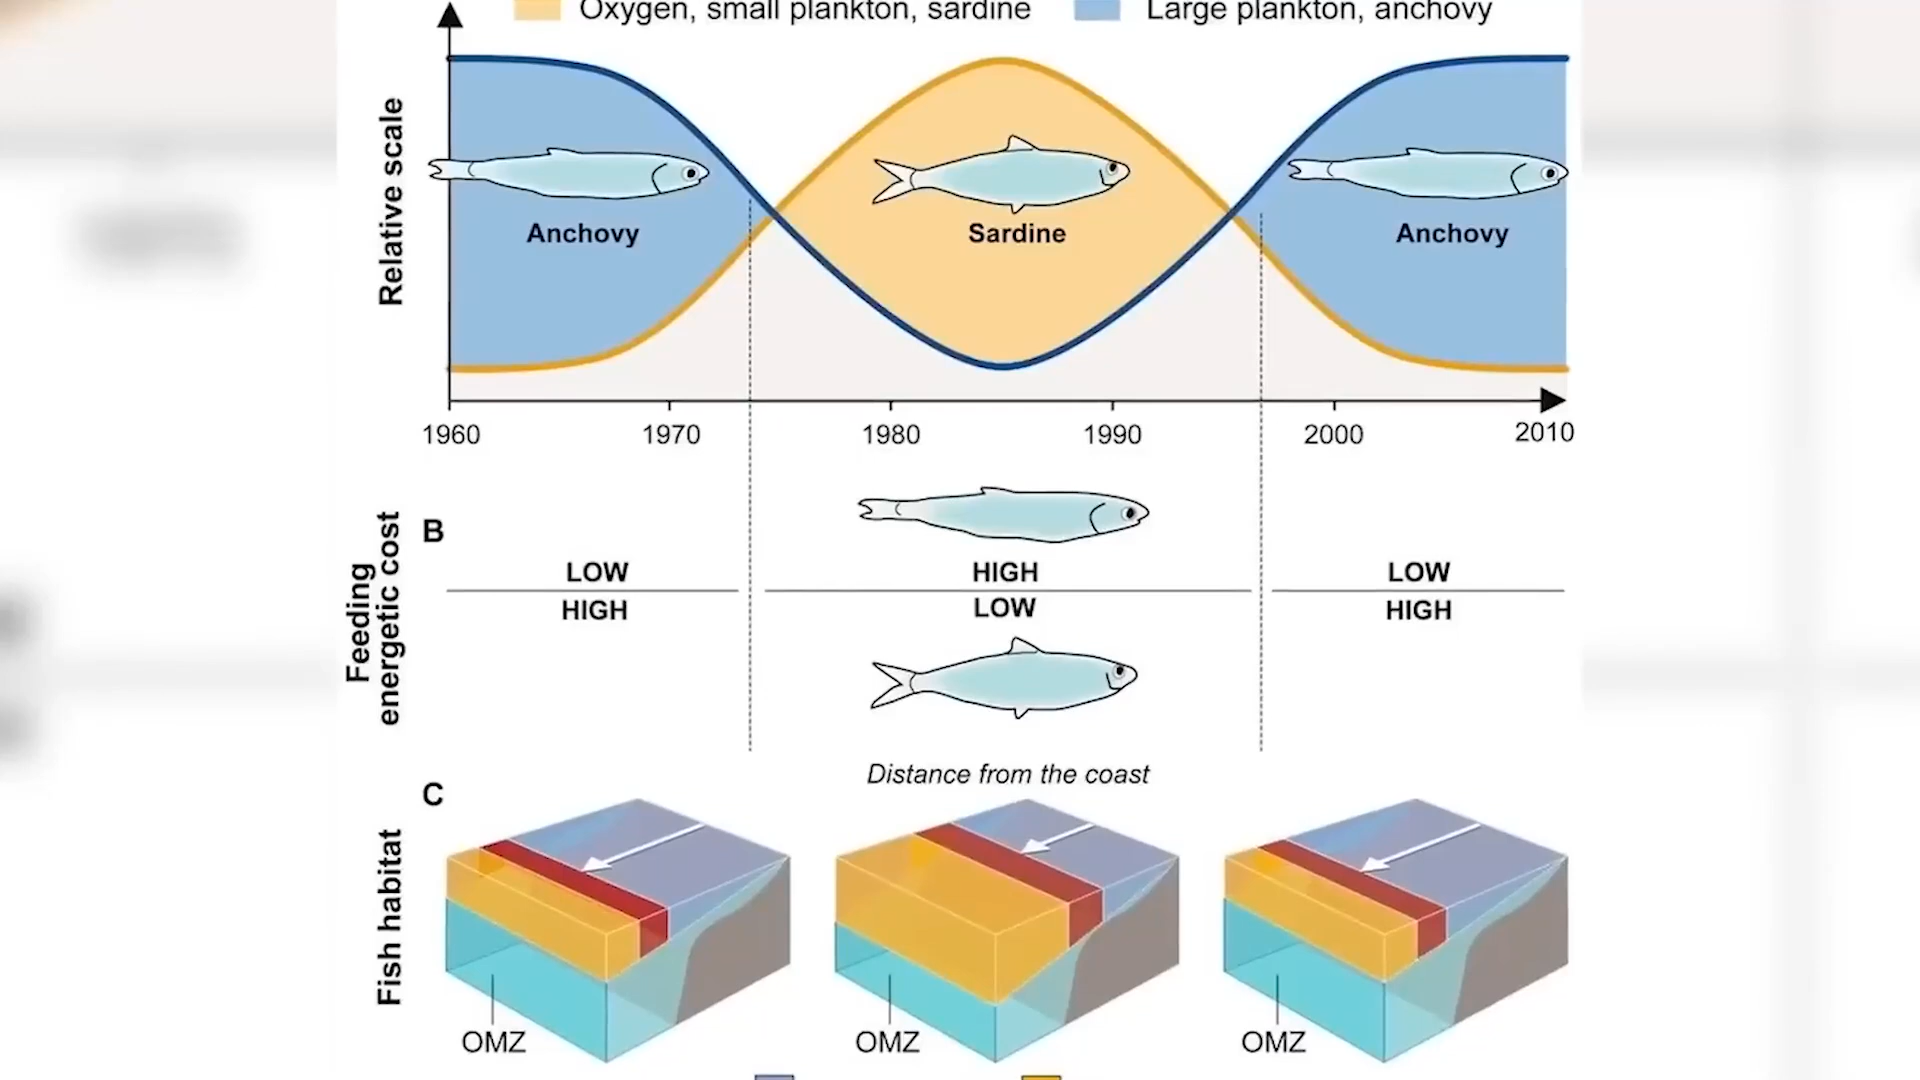 Oxygen, small plankton, sardine
Large plankton, anchovy
Relative scale
Anchovy
Sardine
Anchovy
1960
1970
1980
1990
2000
2010
B
Feeding
energetic cost
LOW
HIGH
LOW
HIGH
LOW
HIGH
Distance from the coast
C
Fish habitat
OMZ
OMZ
OMZ